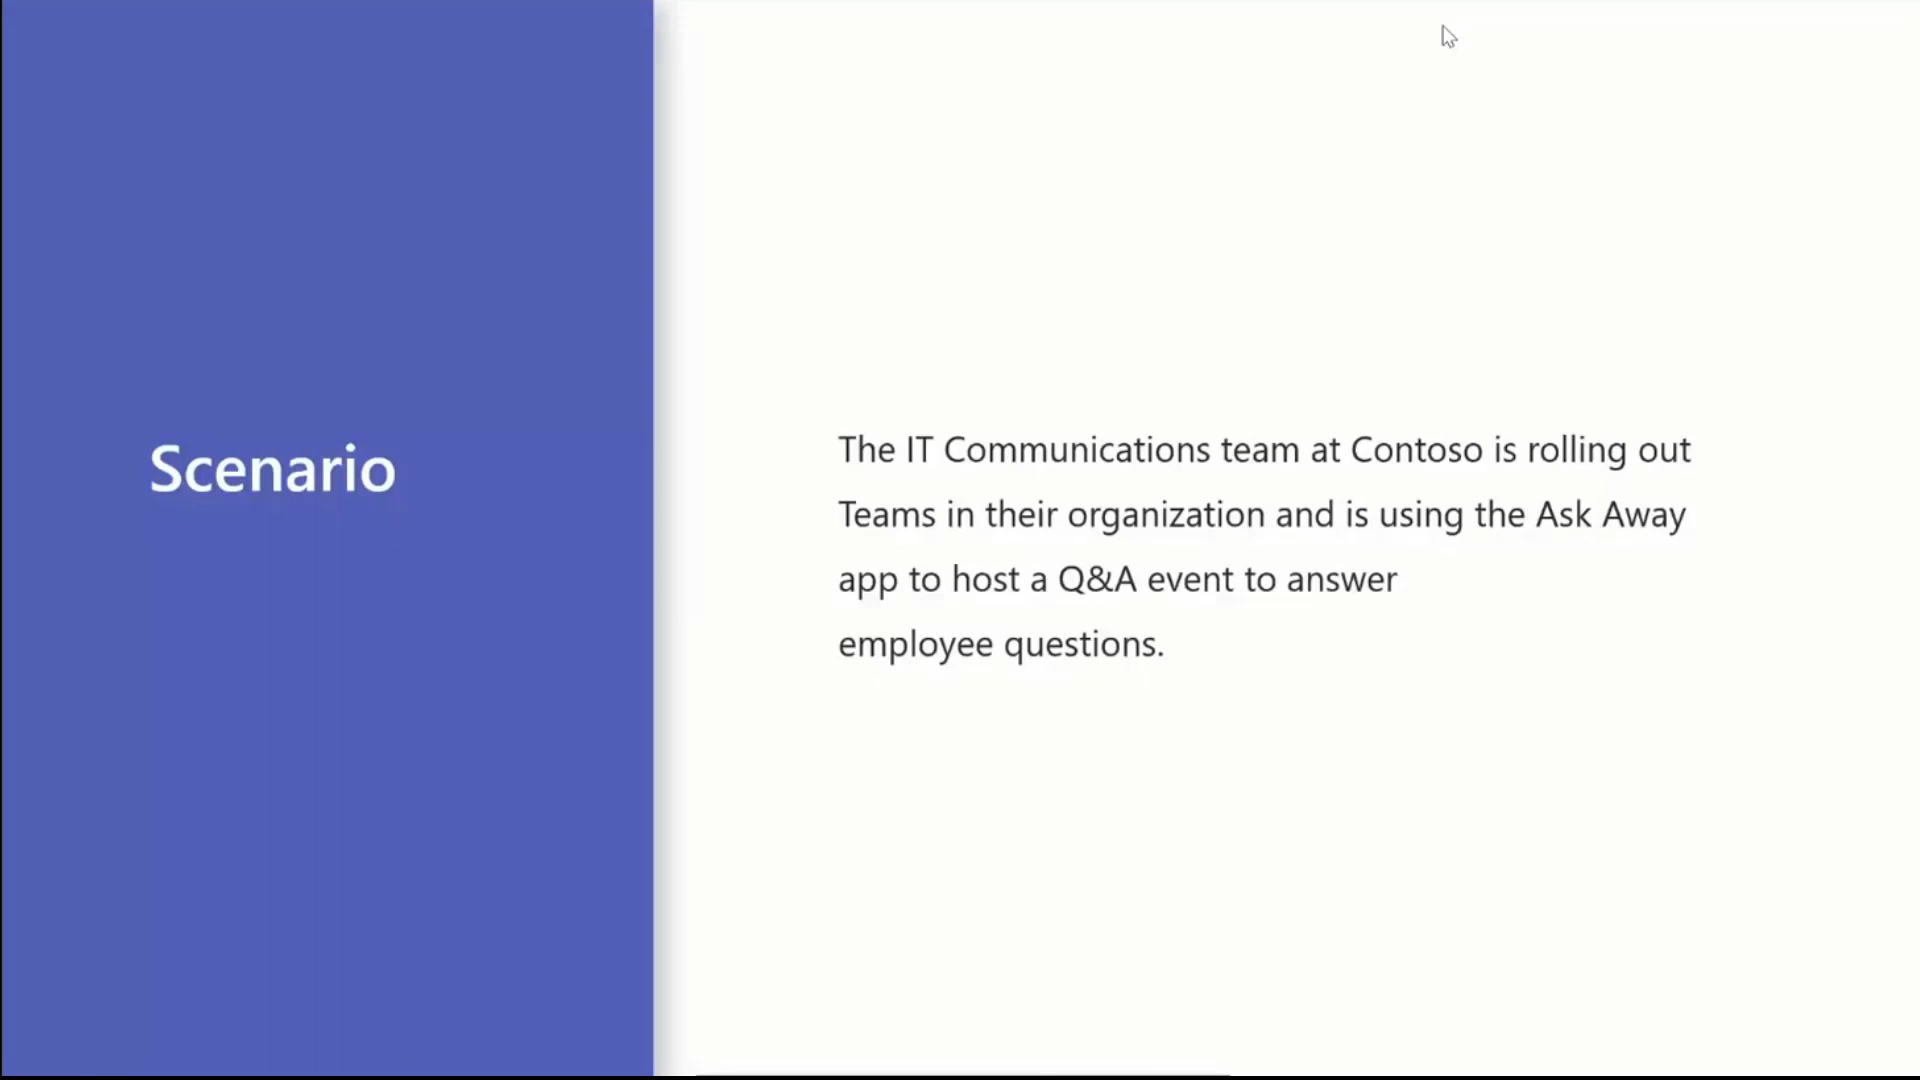 Scenario
The IT Communications team at Contoso is rolling out
Teams in their organization and is using the Ask Away
app to host a Q&A event to answer
employee questions.